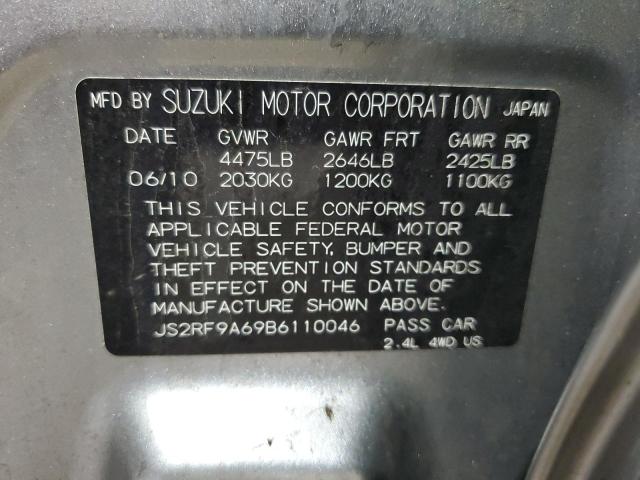 MFD BY SUZUKI MOTOR CORPORATION JAPAN
DATE GVWR GAWR FRT GAWR RR
4475LB 2646LB 2425LB
06/10 2030KG 1200KG 1100KG
THIS VEHICLE CONFORMS TO ALL
APPLICABLE FEDERAL MOTOR
VEHICLE SAFETY, BUMPER AND
THEFT PREVENTION STANDARDS
IN EFFECT ON THE DATE OF
MANUFACTURE SHOWN ABOVE.
JS2RF9A69B6110046 PASS CAR
2.4L 4WD US